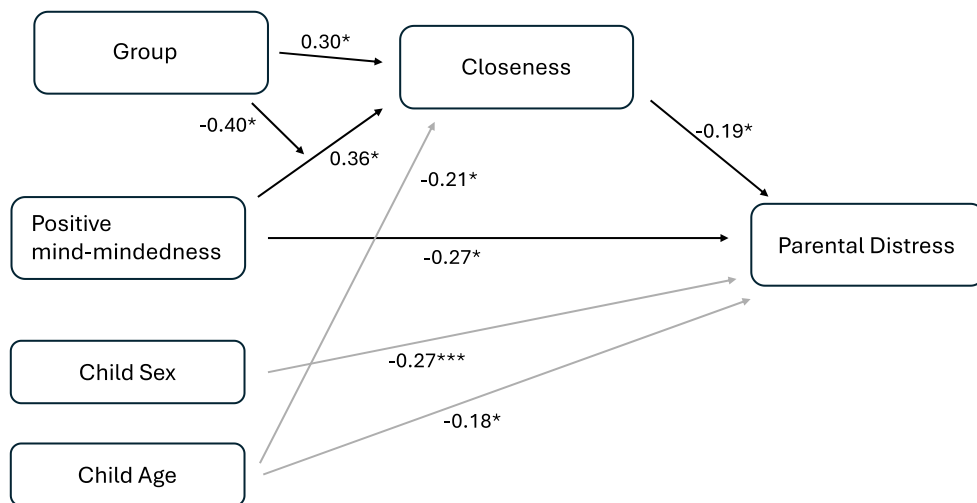 Group
0.30*
Closeness
-0.40*
0.36*
-0.19*
-0.21*
Positive
mind-mindedness
-0.27*
Parental Distress
Child Sex
-0.27***
-0.18*
Child Age